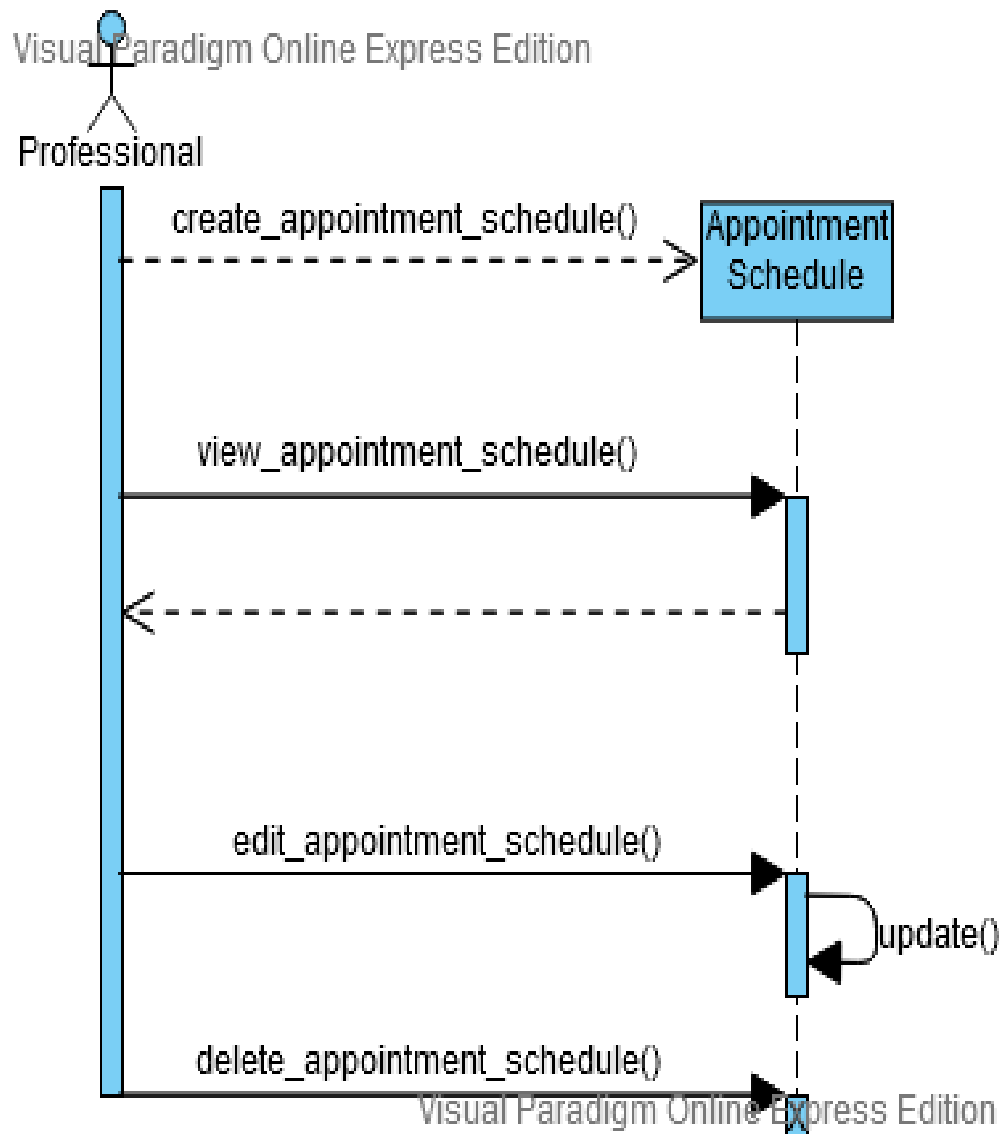 Visual Paradigm Online Express Edition
Professional
create_appointment_schedule()
Appointment
Schedule
view_appointment_schedule()
edit_appointment_schedule()
update()
delete_appointment_schedule()
Visual Paradigm Online Express Edition